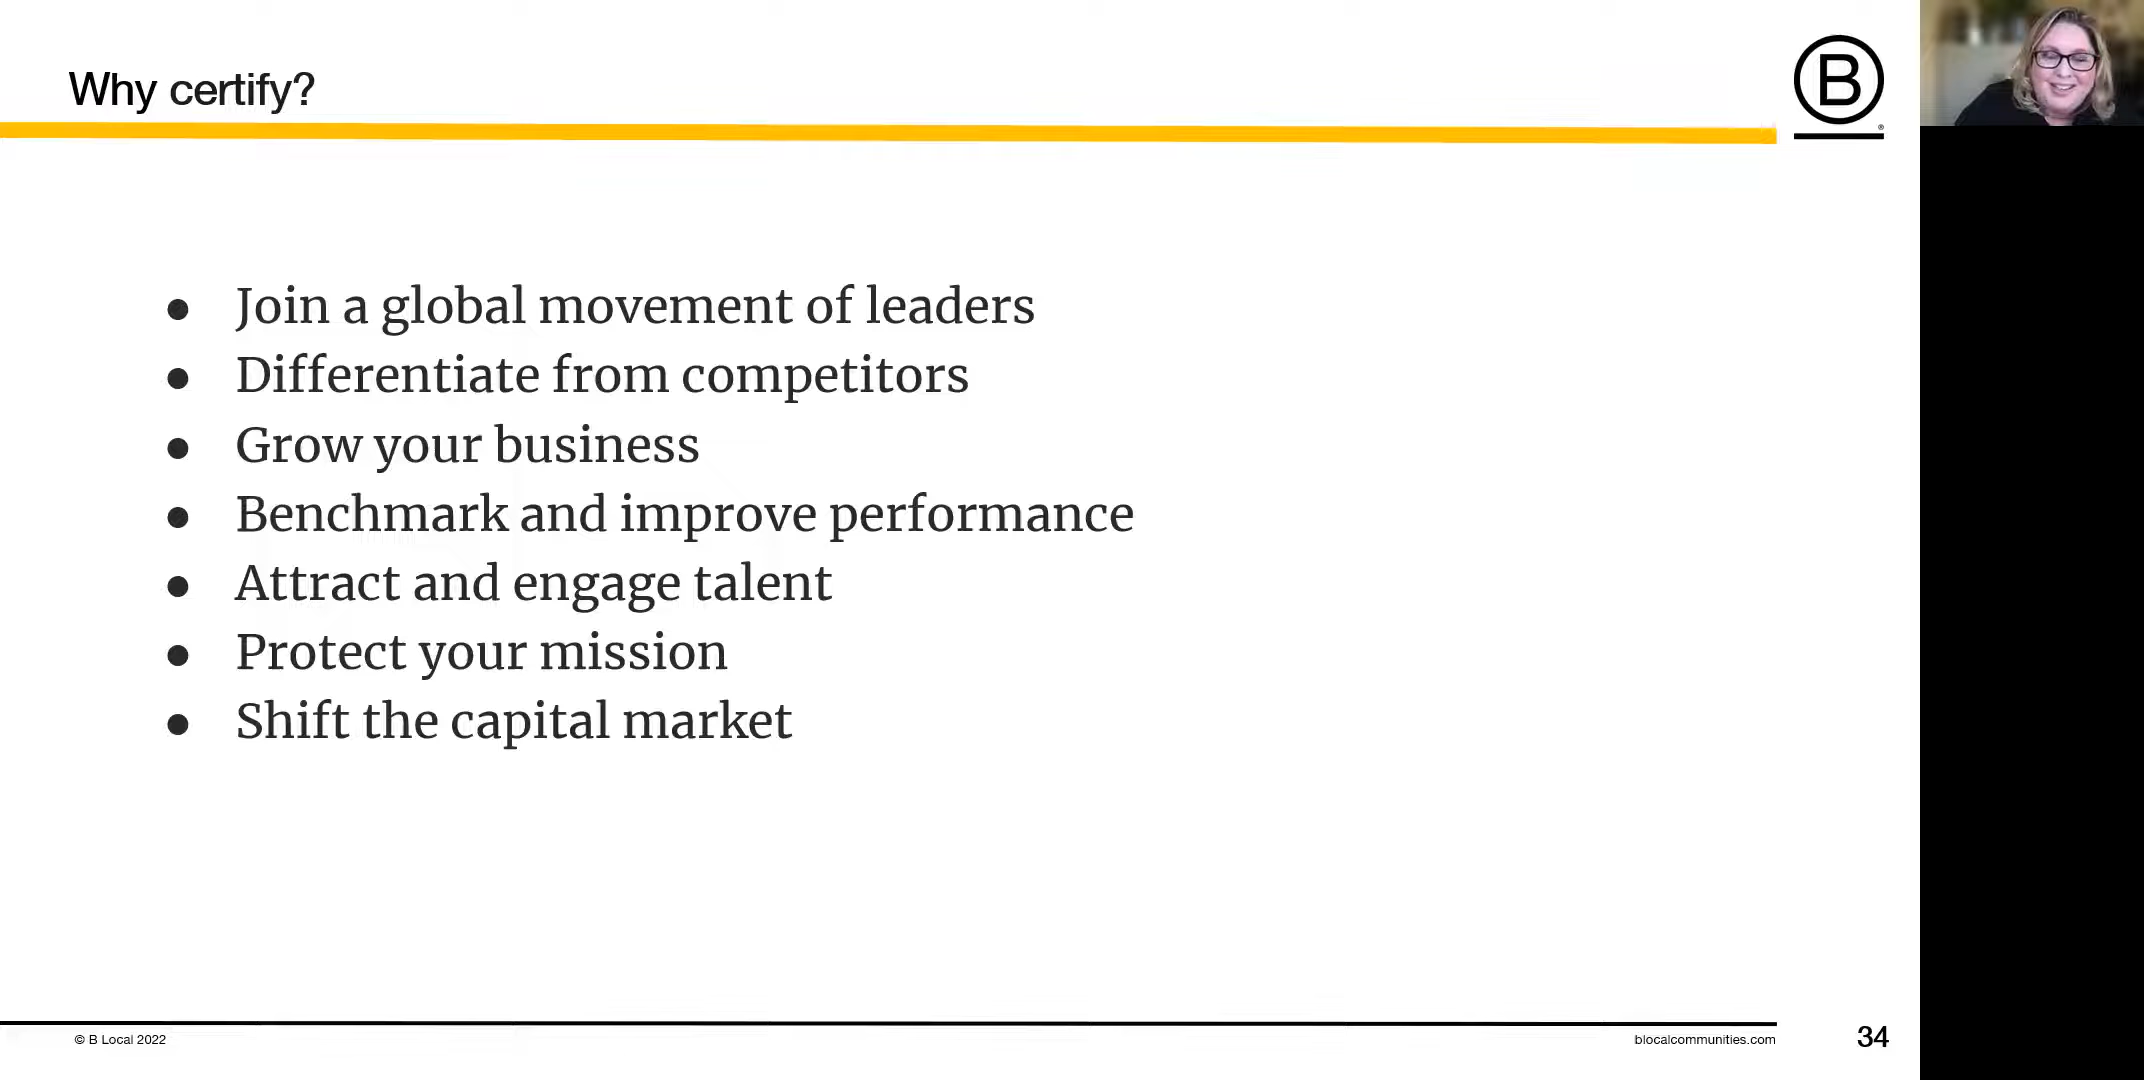 Why certify?
B
®
● Join a global movement of leaders
● Differentiate from competitors
● Grow your business
● Benchmark and improve performance
● Attract and engage talent
● Protect your mission
● Shift the capital market
© B Local 2022
blocalcommunities.com
34